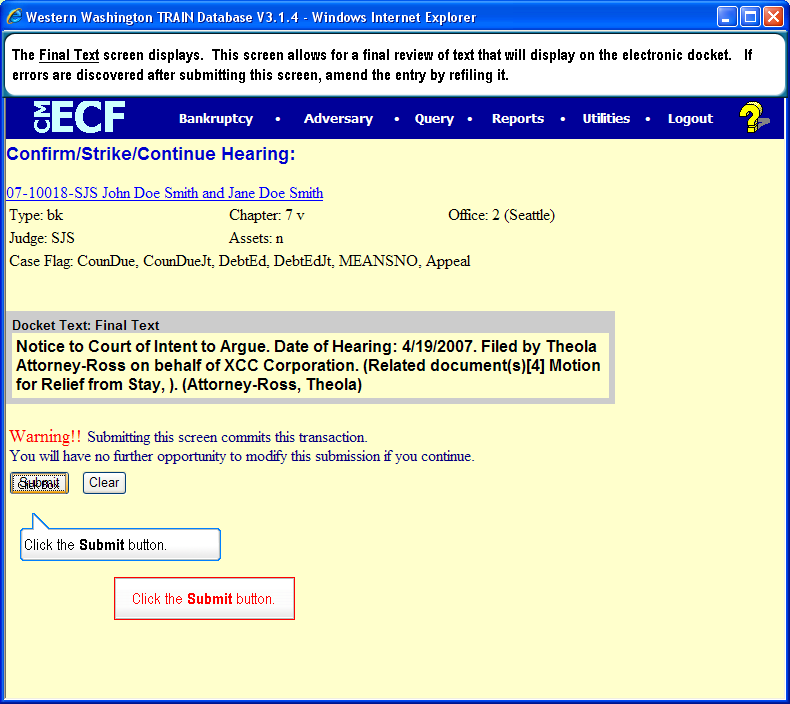 Western Washington TRAIN Database V3.1.4 - Windows Internet Explorer
The Final Text screen displays.  This screen allows for a final review of text that will display on the electronic docket.   If
errors are discovered after submitting this screen, amend the entry by refiling it.
CM ECF Bankruptcy • Adversary • Query • Reports • Utilities • Logout ?
Confirm/Strike/Continue Hearing:
07-10018-SJS John Doe Smith and Jane Doe Smith
Type: bk Chapter: 7 v Office: 2 (Seattle)
Judge: SJS Assets: n
Case Flag: CounDue, CounDueJt, DebtEd, DebtEdJt, MEANSNO, Appeal
Docket Text: Final Text
Notice to Court of Intent to Argue. Date of Hearing: 4/19/2007. Filed by Theola
Attorney-Ross on behalf of XCC Corporation. (Related document(s)[4] Motion
for Relief from Stay, ). (Attorney-Ross, Theola)
Warning!! Submitting this screen commits this transaction.
You will have no further opportunity to modify this submission if you continue.
Submit Click Box Clear
Click the Submit button.
Click the Submit button.